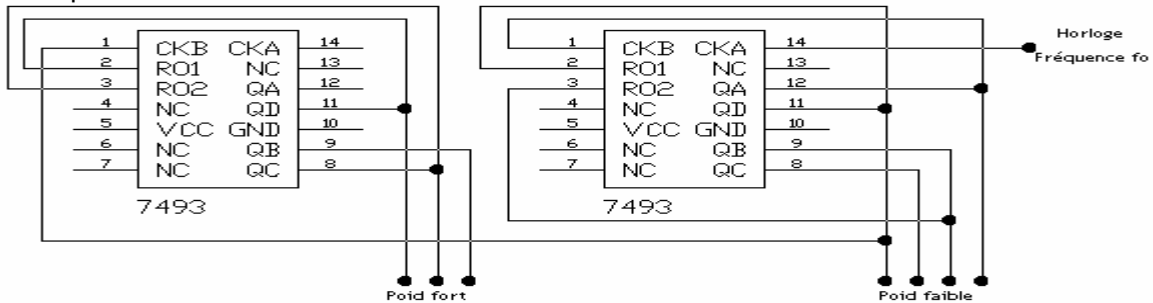 1 CKB CKA 14
2 RO1 NC 13
3 RO2 QA 12
4 NC QD 11
5 VCC GND 10
6 NC QB 9
7 NC QC 8
7493
1 CKB CKA 14
2 RO1 NC 13
3 RO2 QA 12
4 NC QD 11
5 VCC GND 10
6 NC QB 9
7 NC QC 8
7493
Horloge
Fréquence fo
Poid fort
Poid faible